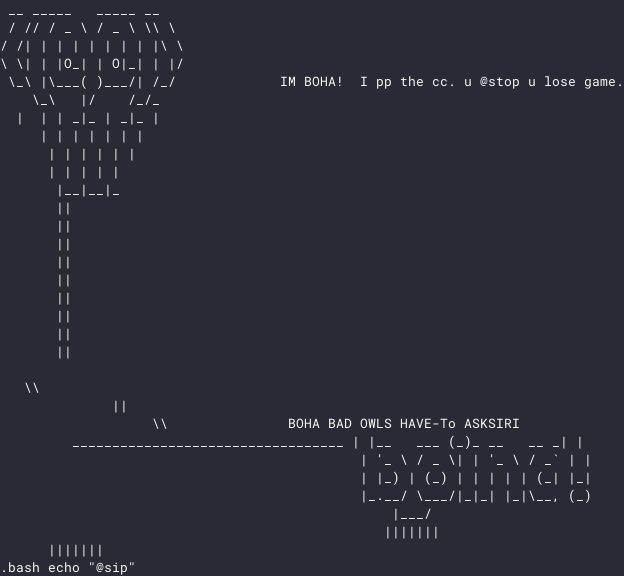 IM BOHA!  I pp the cc. u @stop u lose game.
BOHA BAD OWLS HAVE-To ASKSIRI
.bash echo "@sip"